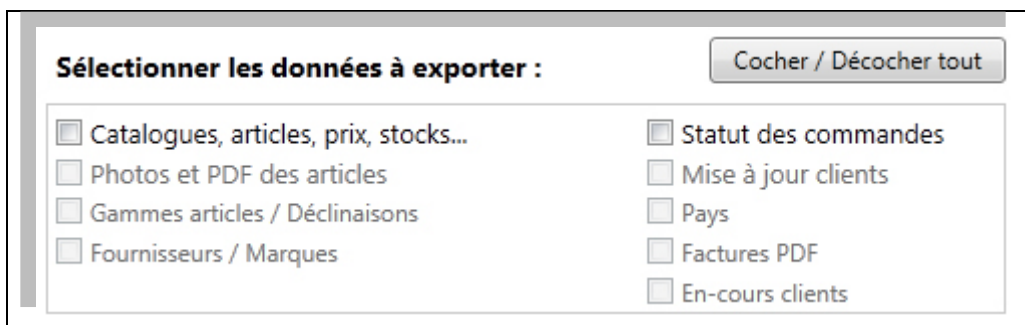 Sélectionner les données à exporter :
Cocher / Décocher tout
Catalogues, articles, prix, stocks...
Photos et PDF des articles
Gammes articles / Déclinaisons
Fournisseurs / Marques
Statut des commandes
Mise à jour clients
Pays
Factures PDF
En-cours clients